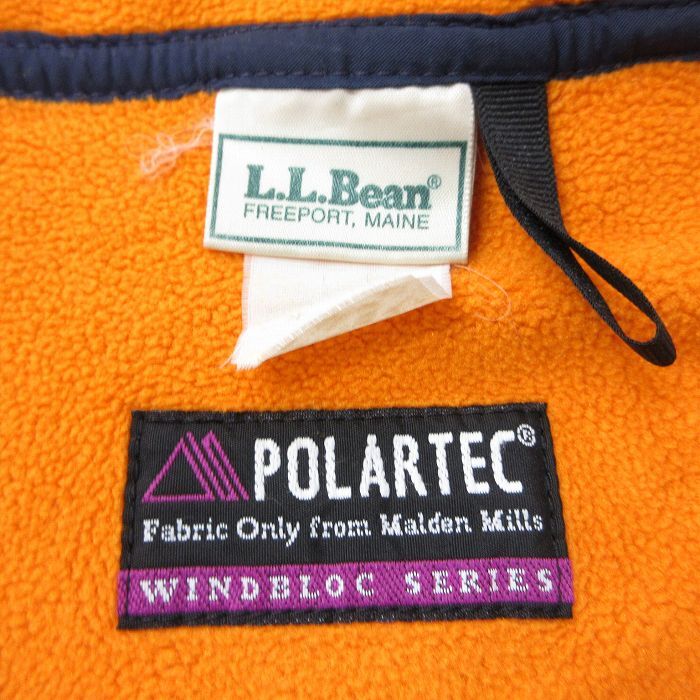 L.L.Bean®
FREEPORT, MAINE
POLARTEC®
Fabric Only from Malden Mills
WINDBLOC SERIES